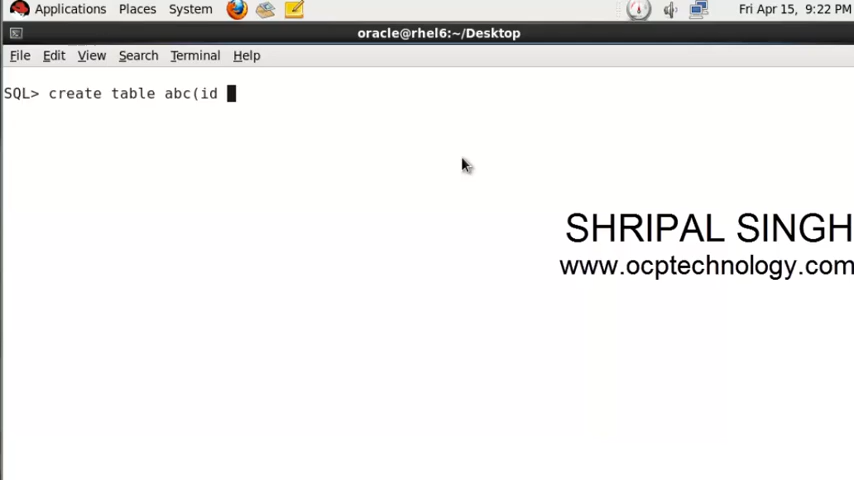 Applications Places System Fri Apr 15, 9:22 PM
oracle@rhel6:~/Desktop
File Edit View Search Terminal Help
SQL> create table abc(id
SHRIPAL SINGH
www.ocptechnology.com